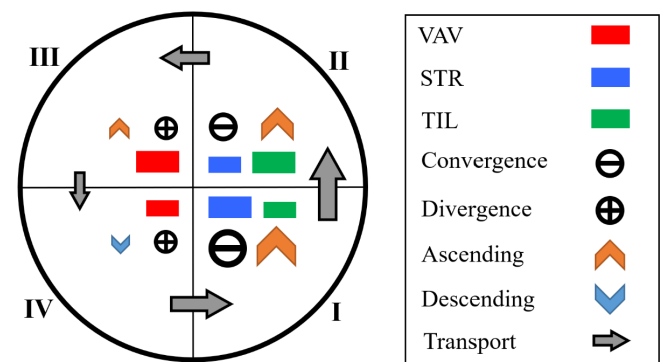 III
II
IV
I
VAV
STR
TIL
Convergence
Divergence
Ascending
Descending
Transport